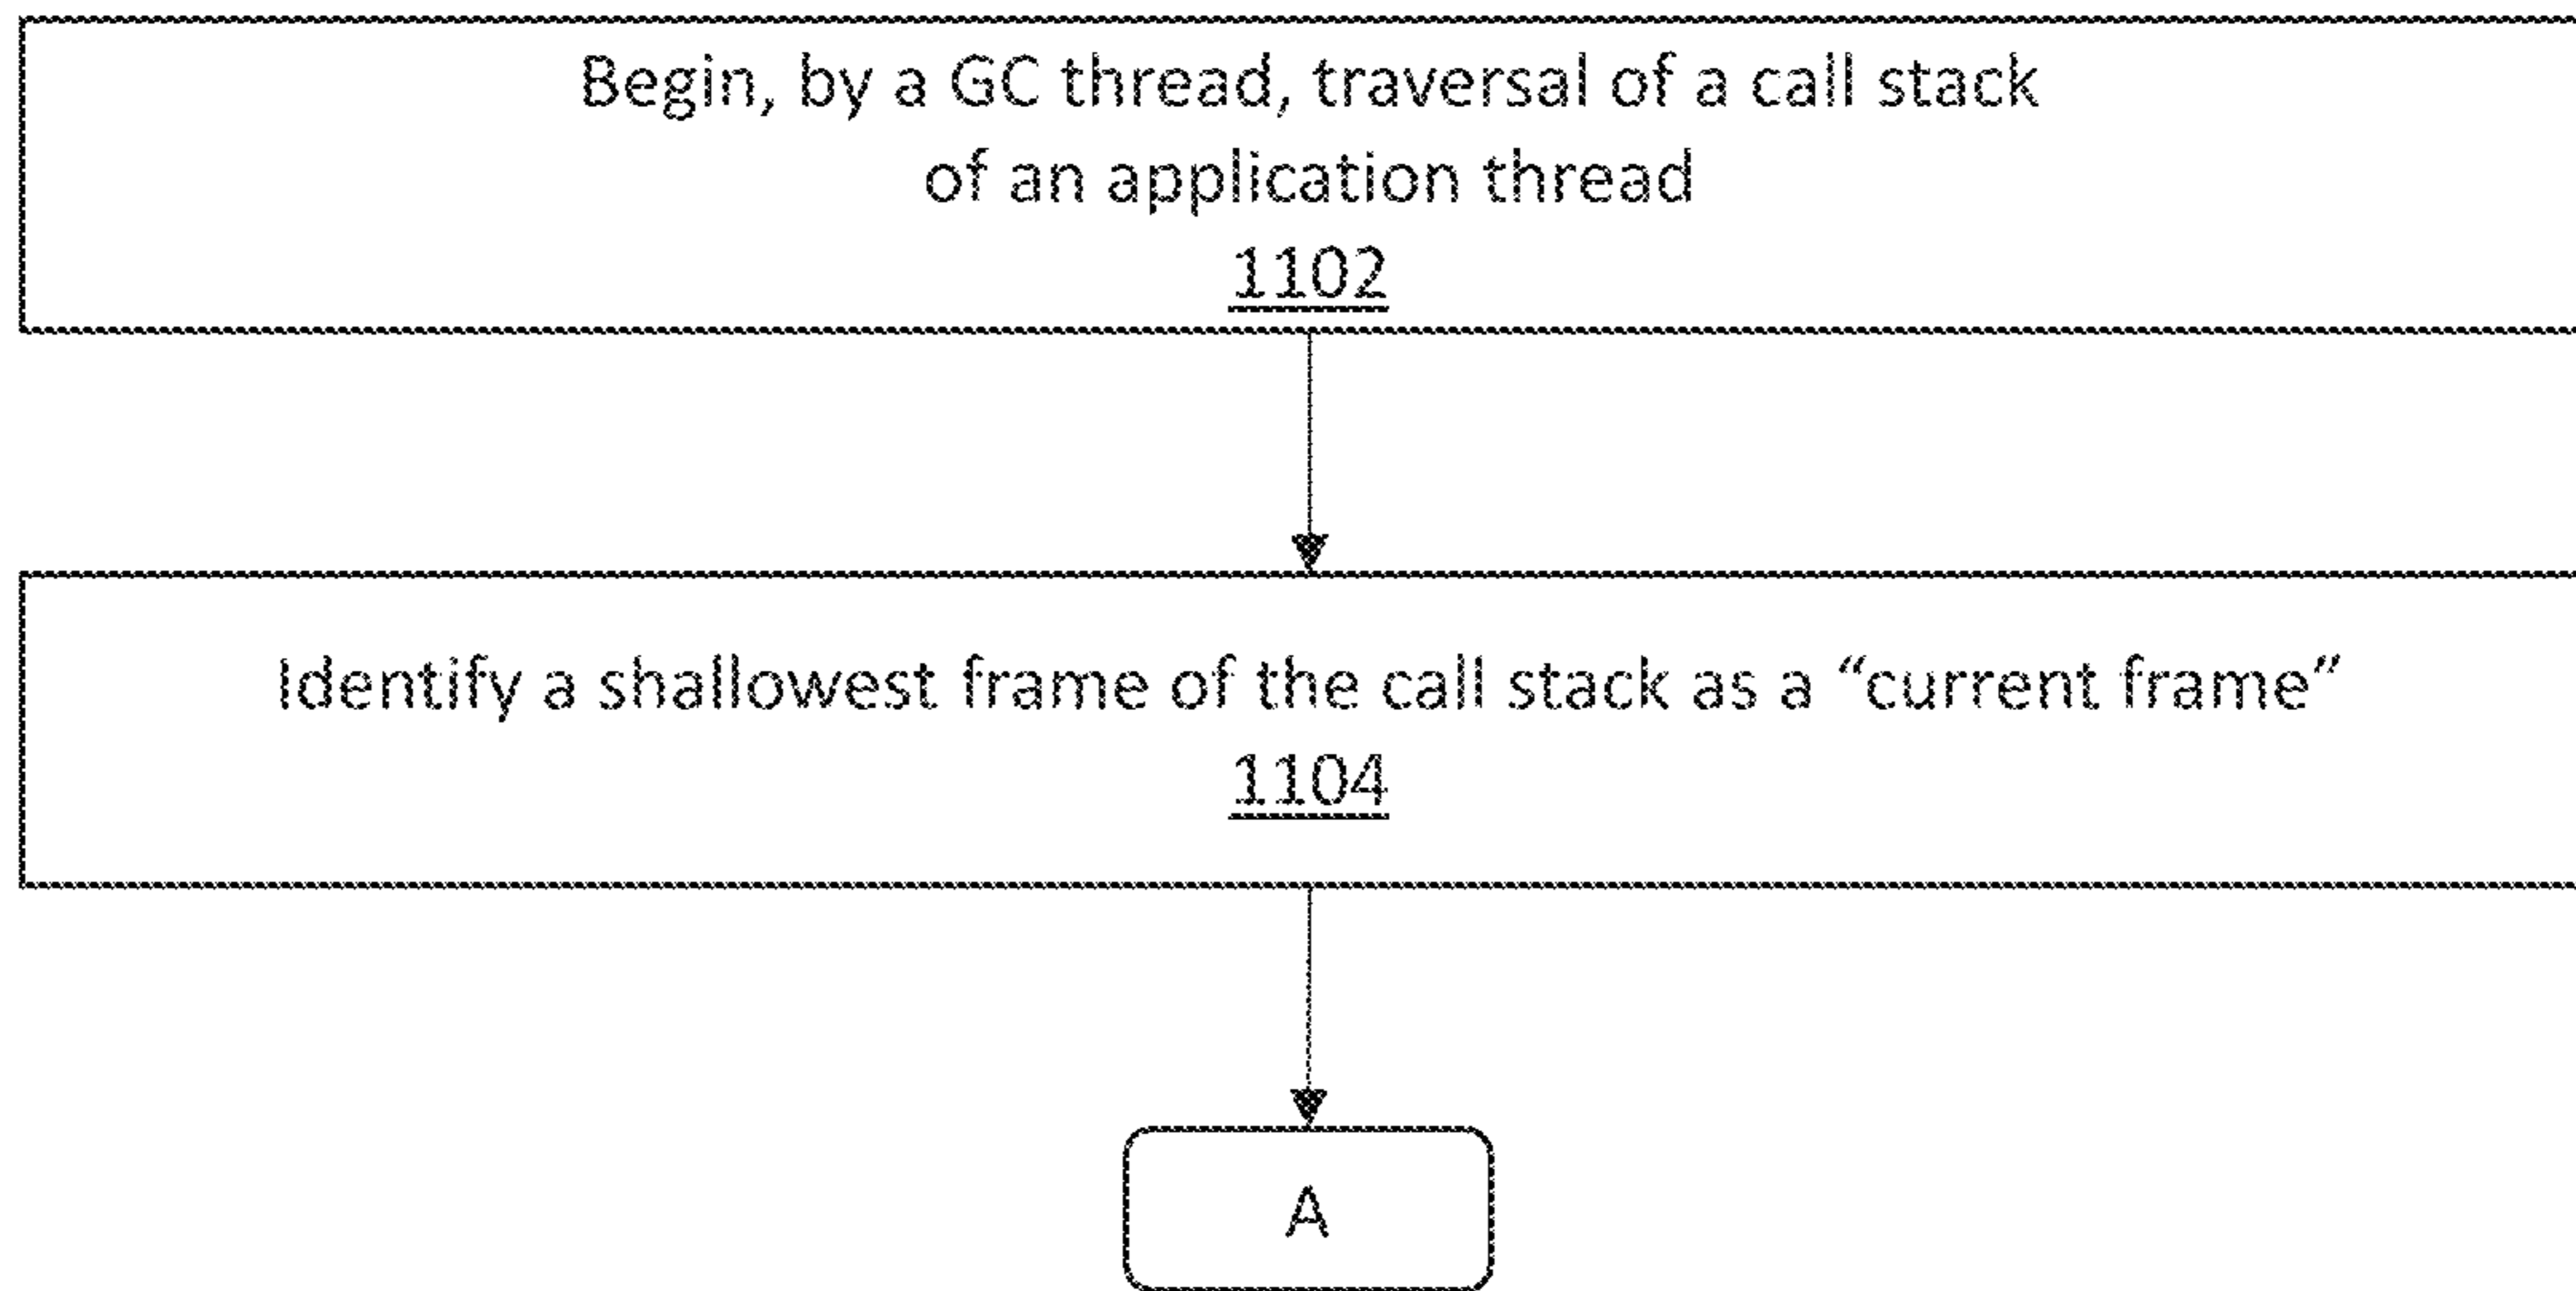 Begin, by a GC thread, traversal of a call stack
of an application thread
1102
Identify a shallowest frame of the call stack as a “current frame”
1104
A